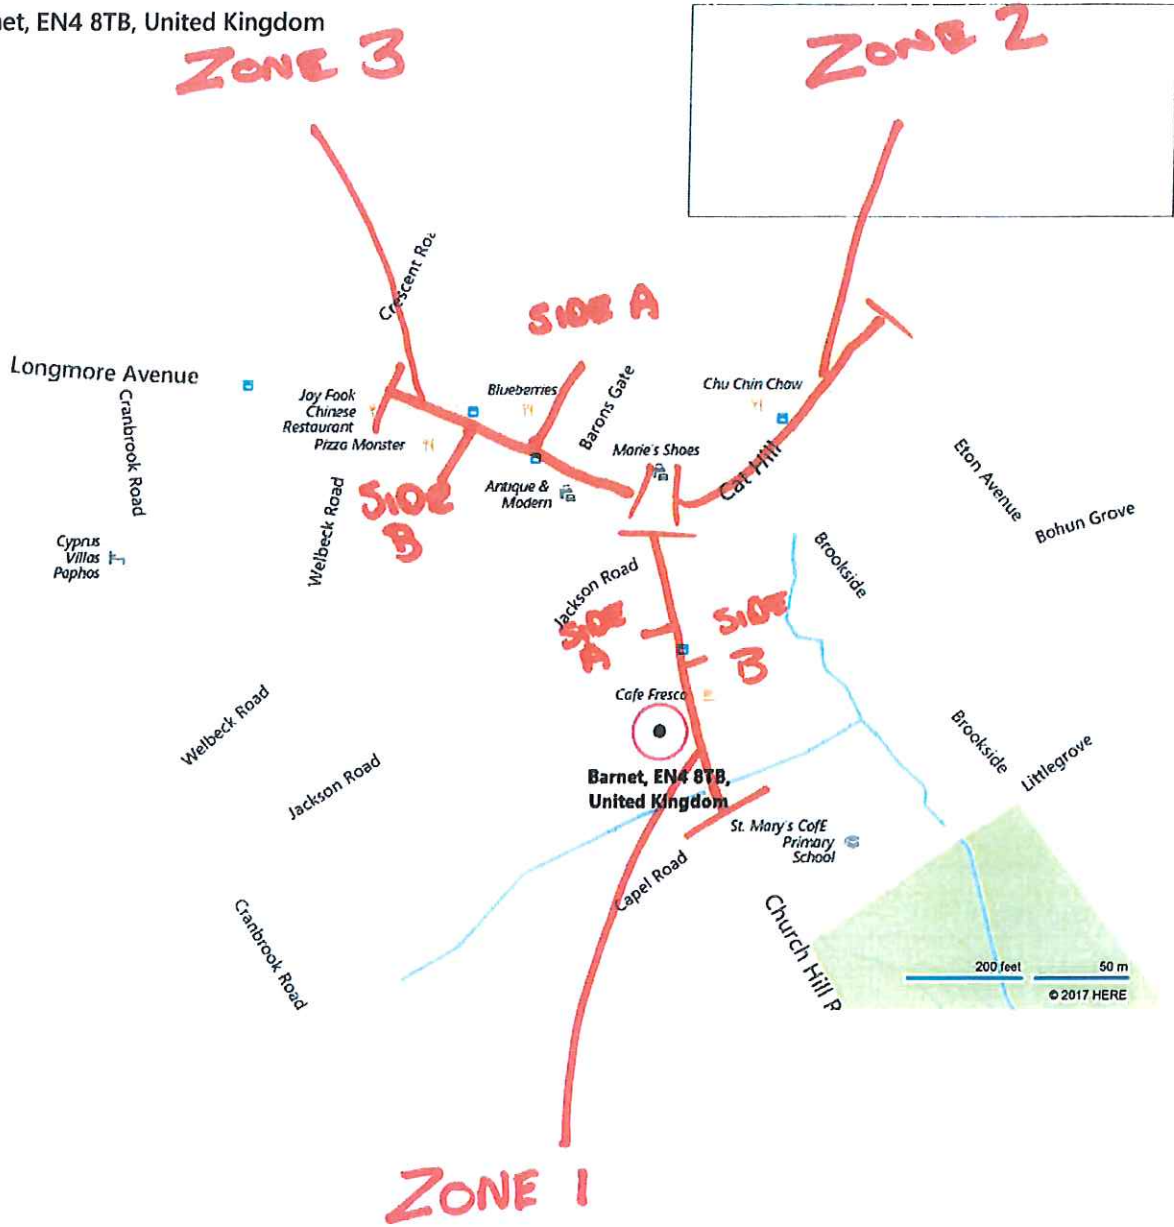 net, EN4 8TB, United Kingdom
ZONE 3
ZONE 2
Crescent Roa
SIDE A
Longmore Avenue
Cranbrook Road
Joy Fook
Chinese
Restaurant
Pizza Monster
Blueberries
Barons Gate
Chu Chin Chow
Marie's Shoes
Cat Hill
Antique &
Modern
SIDE
B
Welbeck Road
Eton Avenue
Bohun Grove
Cyprus
Villas
Paphos
Jackson Road
Brookside
SIDE
A
SIDE
B
Cafe Fresco
Welbeck Road
Jackson Road
Barnet, EN4 8TB,
United Kingdom
Brookside
Littlegrove
St. Mary's CofE
Primary
School
Capel Road
Cranbrook Road
Church Hill R
200 feet
50 m
© 2017 HERE
ZONE 1